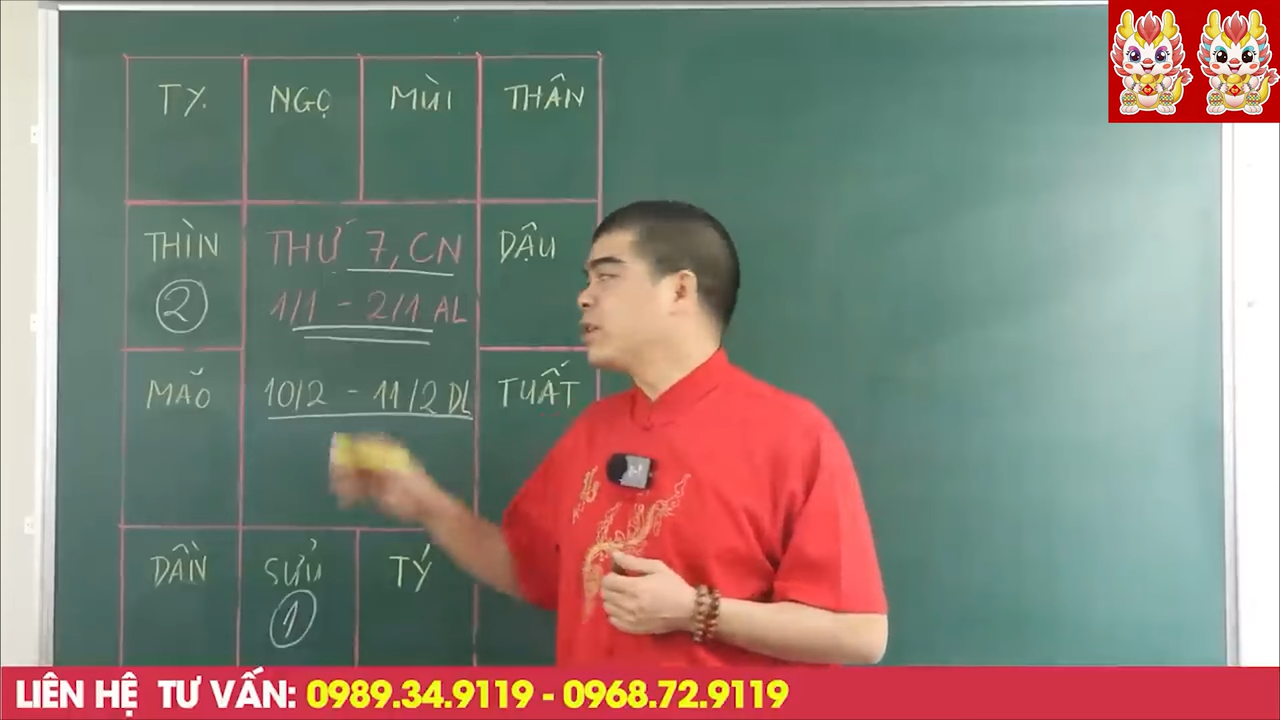 TỴ NGỌ MÙI THÂN
THÌN THỨ 7, CN DẬU
② 1/1 - 2/1 AL
MÃO 10/2 - 11/2 DL TUẤT
DẦN SỬU TÝ
①
LIÊN HỆ TƯ VẤN: 0989.34.9119 - 0968.72.9119